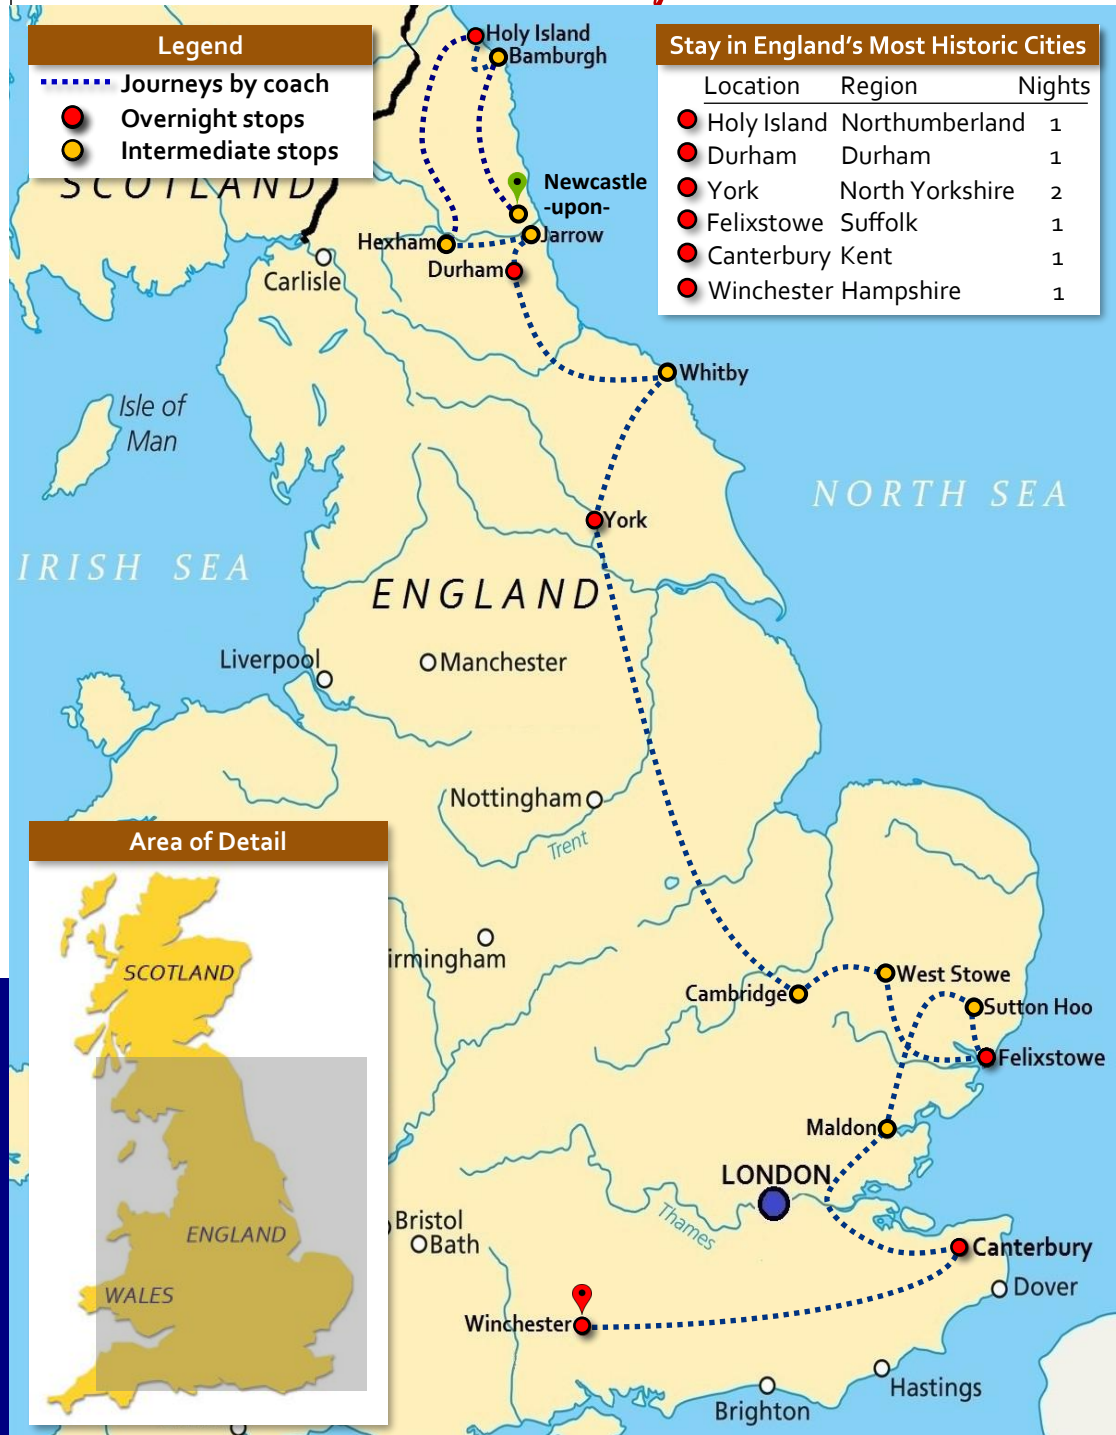 Legend
Journeys by coach
Overnight stops
Intermediate stops
Stay in England's Most Historic Cities
Location Region Nights
Holy Island Northumberland 1
Durham Durham 1
York North Yorkshire 2
Felixstowe Suffolk 1
Canterbury Kent 1
Winchester Hampshire 1
Holy Island
Bamburgh
SCOTLAND
Newcastle
-upon-
Jarrow
Hexham
Durham
Carlisle
Whitby
Isle of
Man
NORTH SEA
York
IRISH SEA
ENGLAND
Liverpool
Manchester
Nottingham
Trent
Area of Detail
SCOTLAND
ENGLAND
WALES
irmingham
Cambridge
West Stowe
Sutton Hoo
Felixstowe
Maldon
LONDON
Thames
Bristol
Bath
Canterbury
Dover
Winchester
Hastings
Brighton